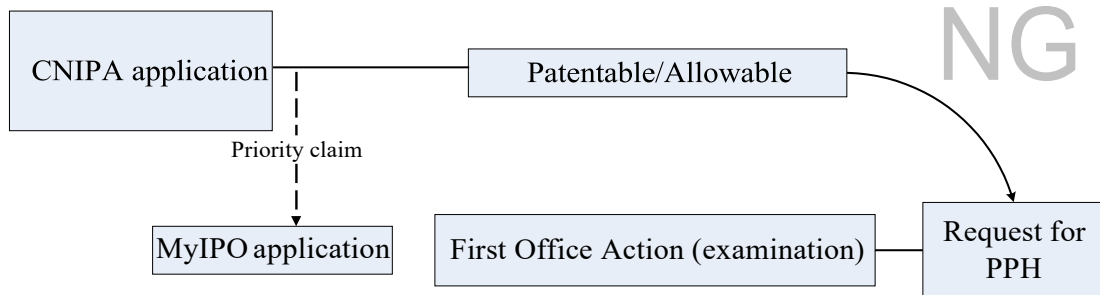 NG
CNIPA application
Patentable/Allowable
Priority claim
MyIPO application
First Office Action (examination)
Request for
PPH